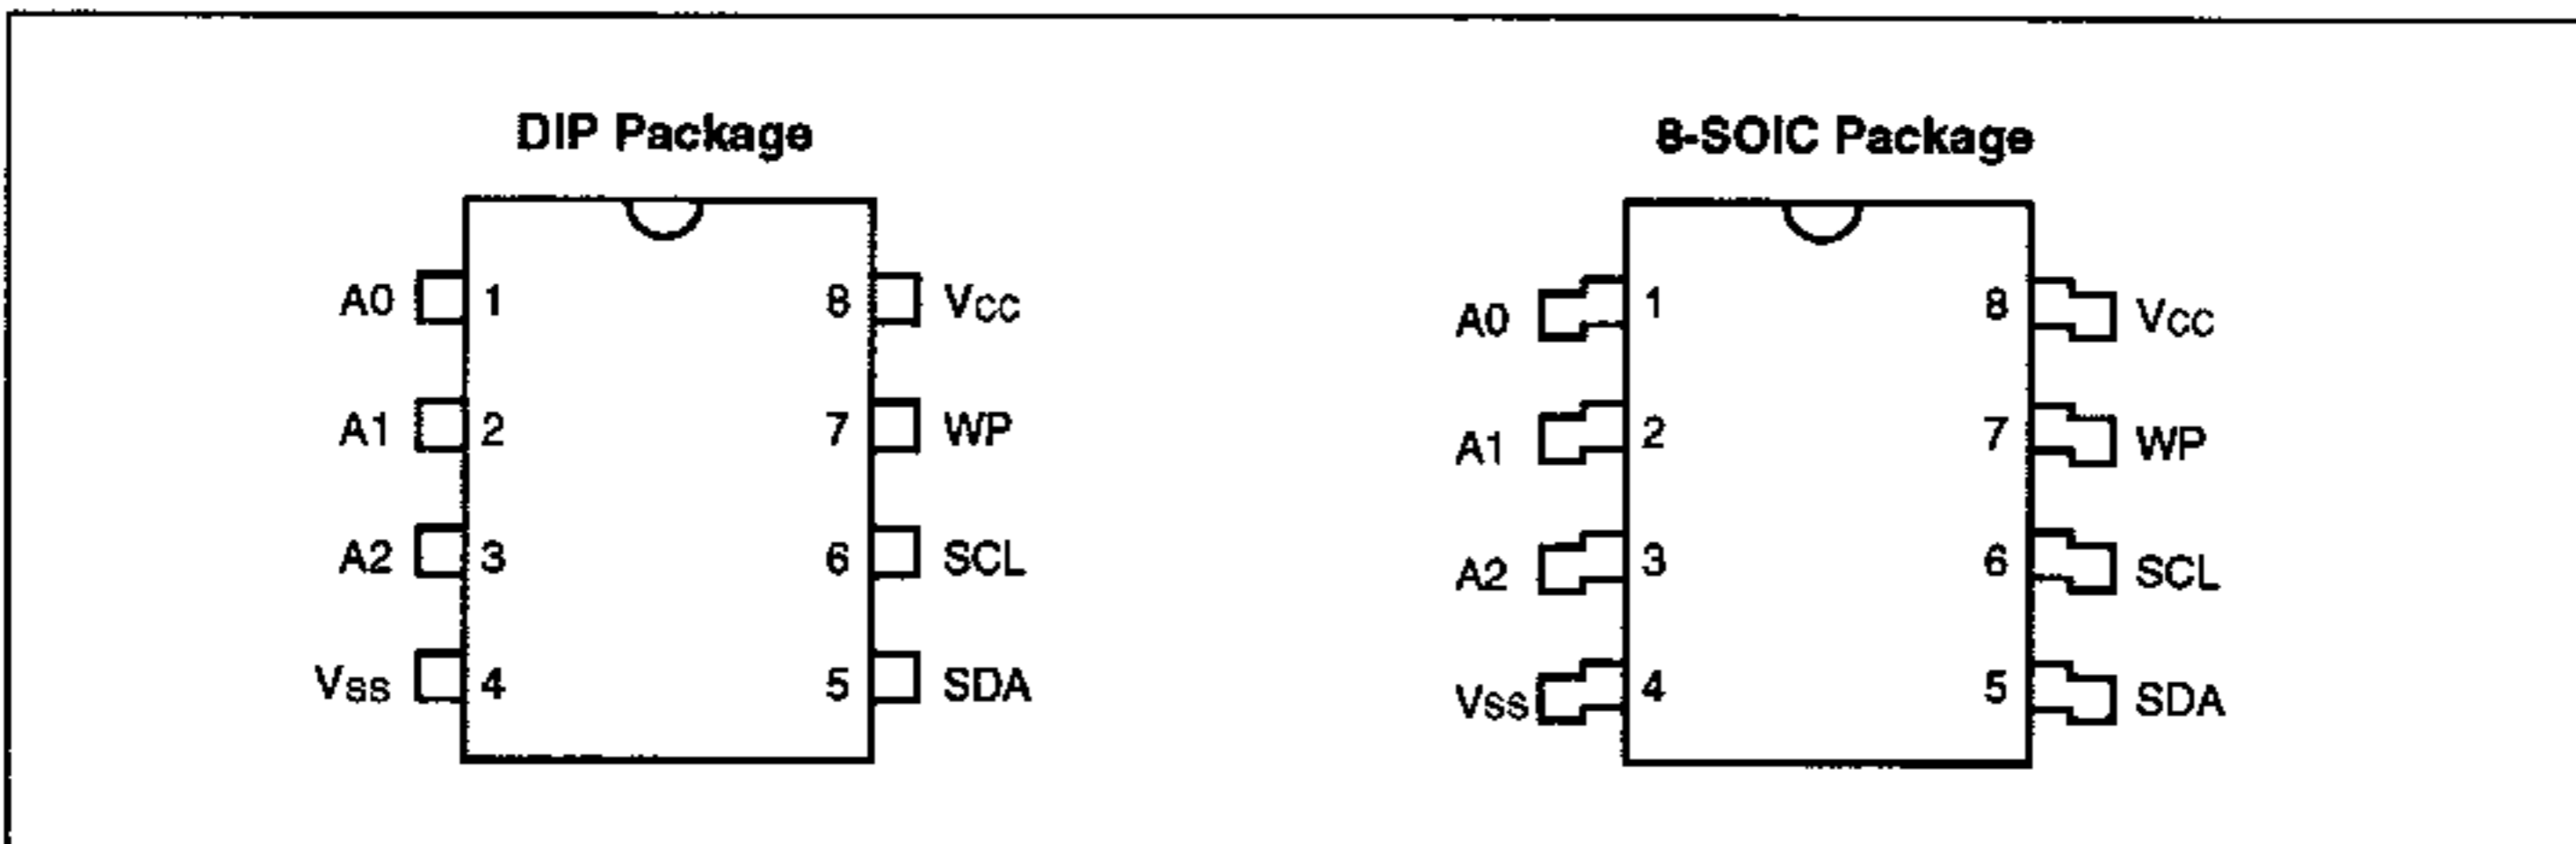 DIP Package
A0 1 8 VCC
A1 2 7 WP
A2 3 6 SCL
VSS 4 5 SDA
8-SOIC Package
A0 1 8 VCC
A1 2 7 WP
A2 3 6 SCL
VSS 4 5 SDA